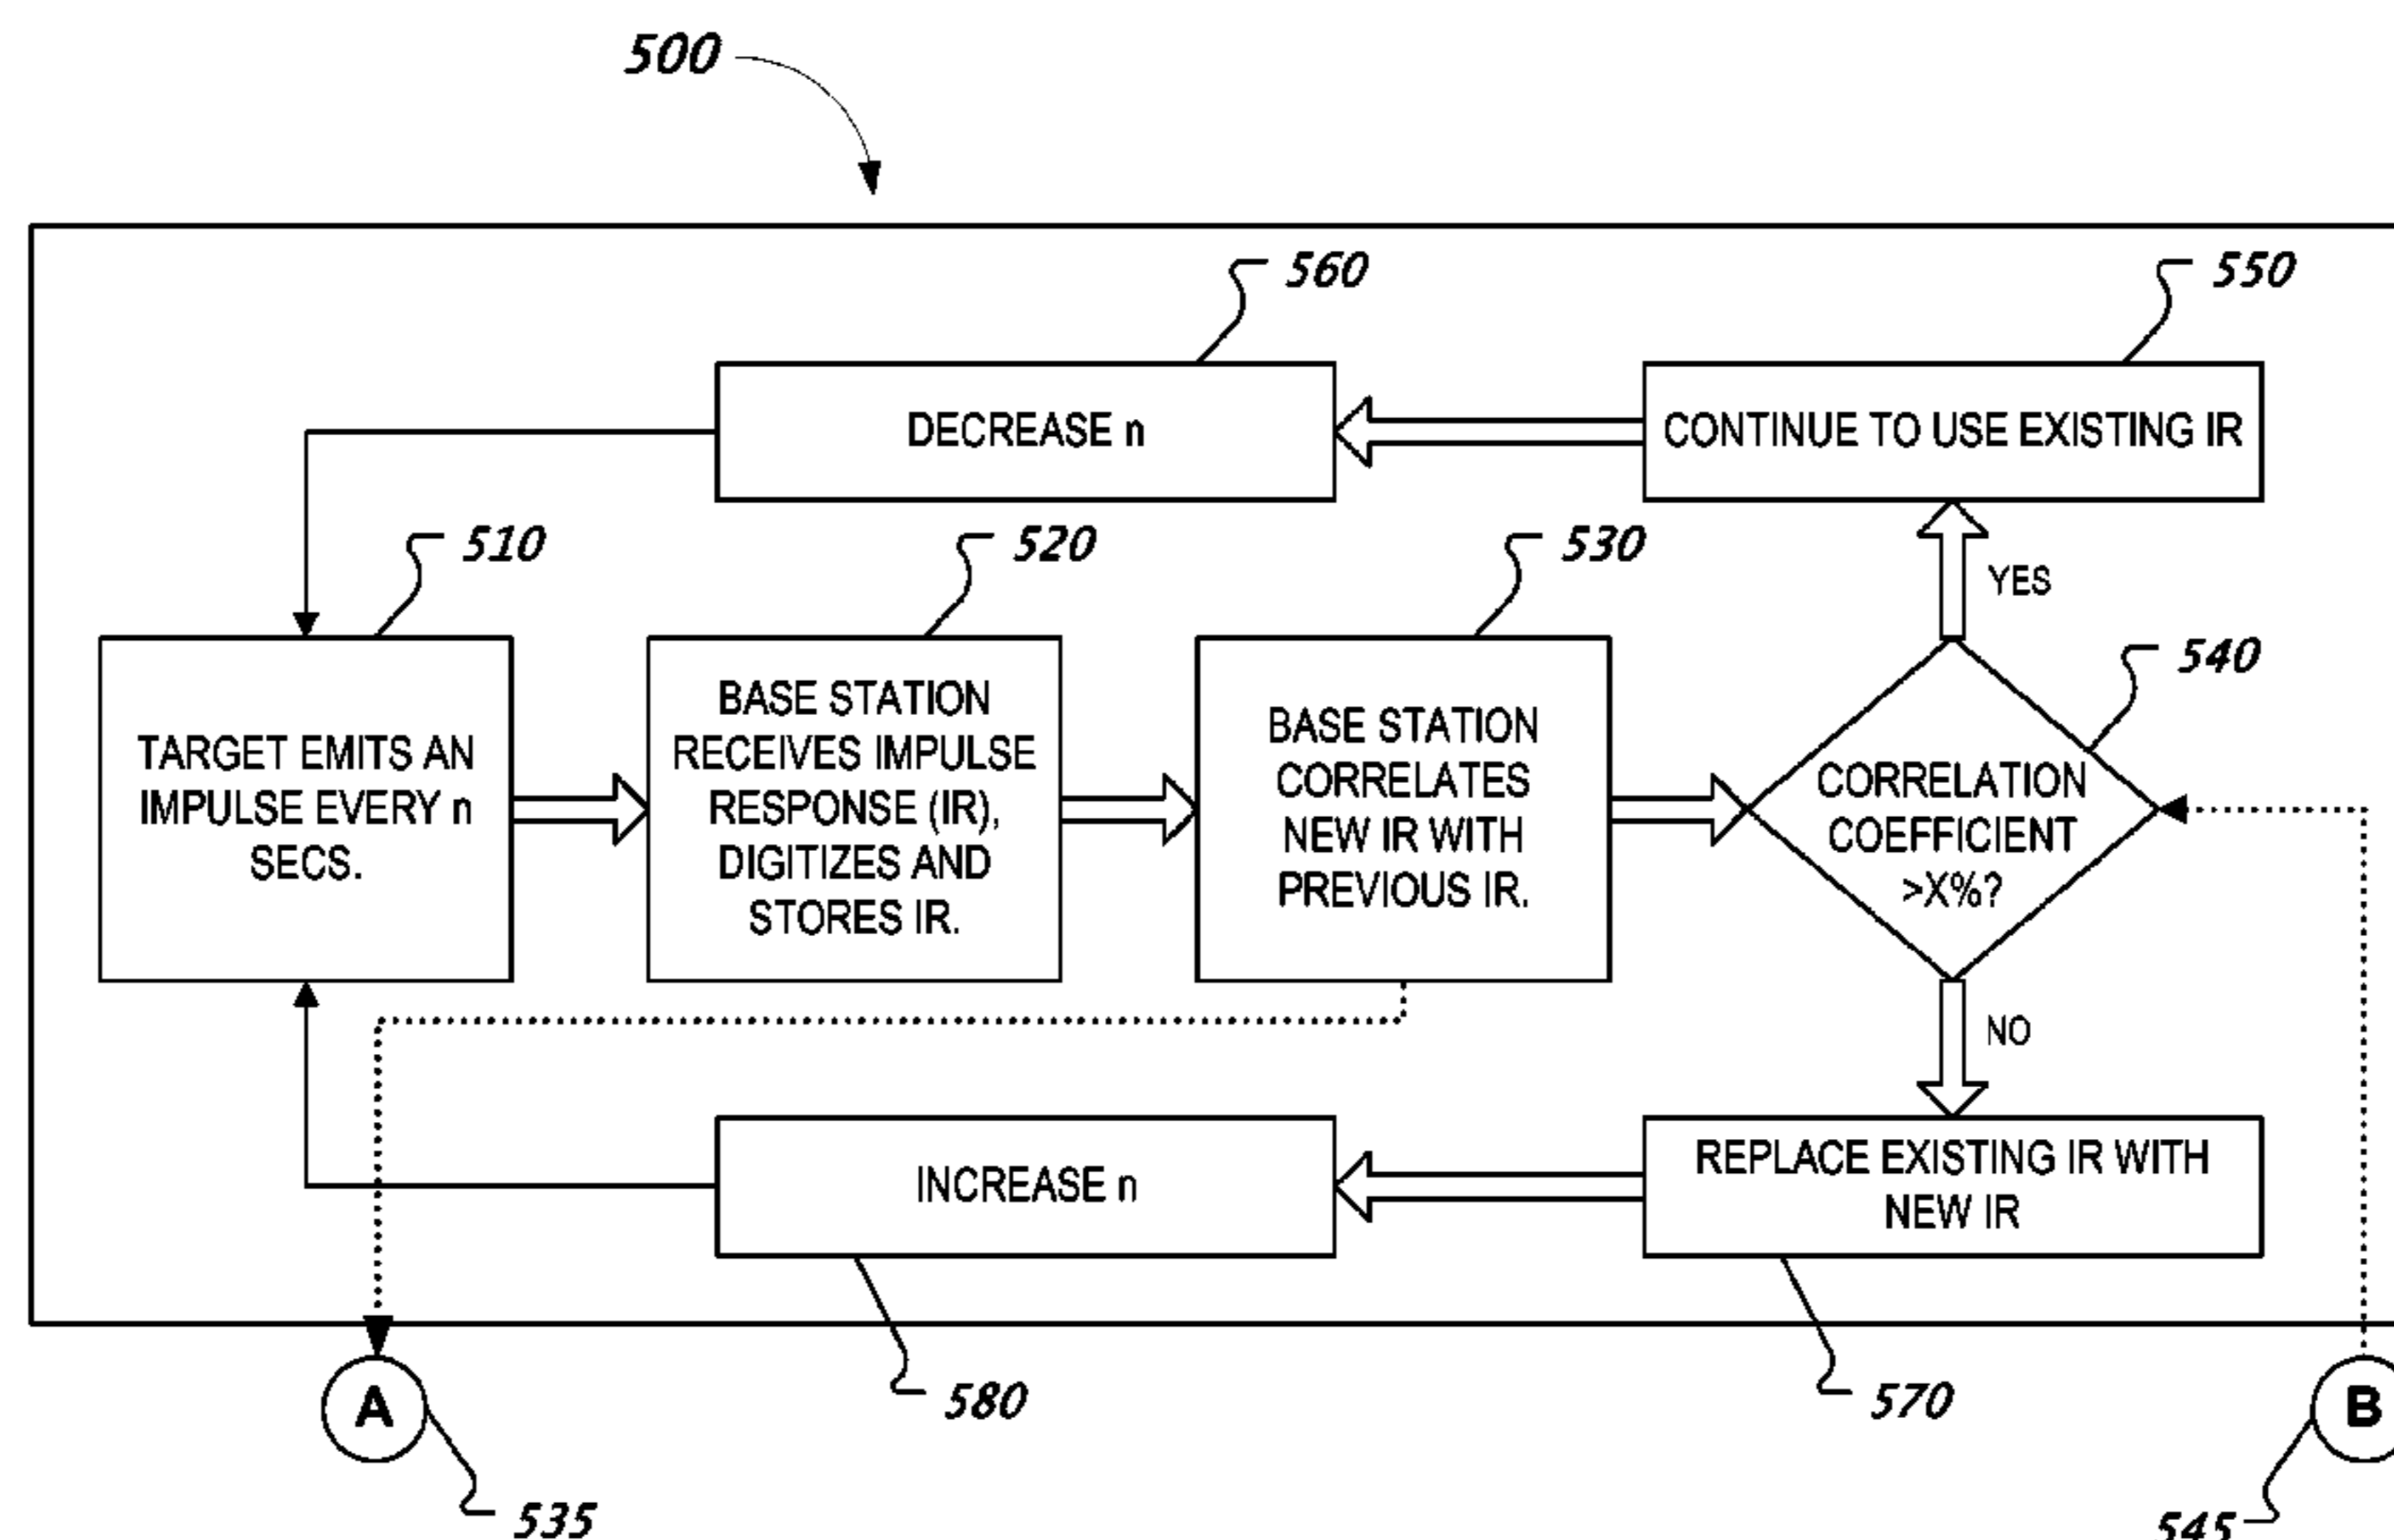 500
560
550
DECREASE n
CONTINUE TO USE EXISTING IR
510
520
530
YES
540
TARGET EMITS AN
IMPULSE EVERY n
SECS.
BASE STATION
RECEIVES IMPULSE
RESPONSE (IR),
DIGITIZES AND
STORES IR.
BASE STATION
CORRELATES
NEW IR WITH
PREVIOUS IR.
CORRELATION
COEFFICIENT
>X%?
NO
INCREASE n
REPLACE EXISTING IR WITH
NEW IR
A
580
570
B
535
545